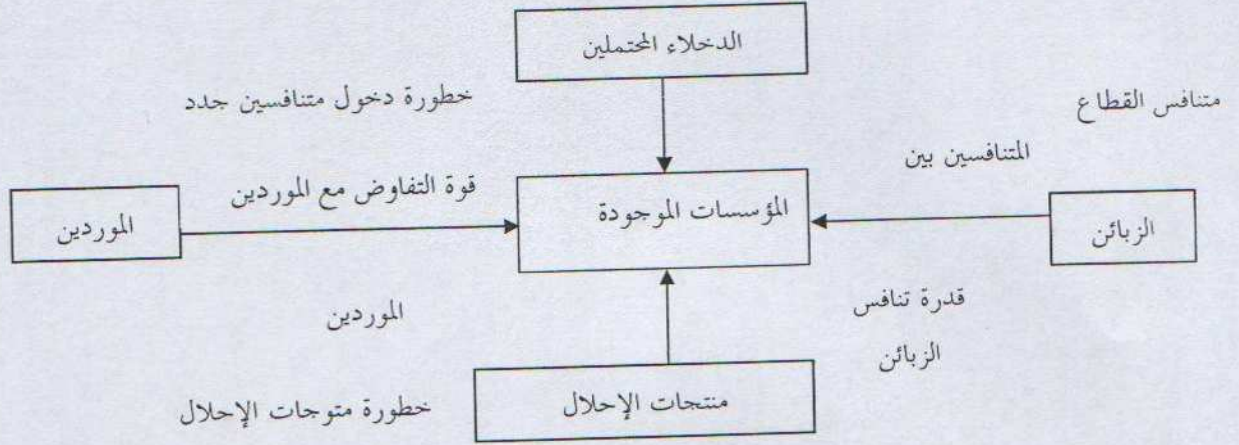 الدخلاء المحتملين
خطورة دخول متنافسين جدد
متنافس القطاع
المتنافسين بين
قوة التفاوض مع الموردين
المؤسسات الموجودة
الزبائن
الموردين
قدرة تنافس
الزبائن
الموردين
منتجات الإحلال
خطورة متوجات الإحلال